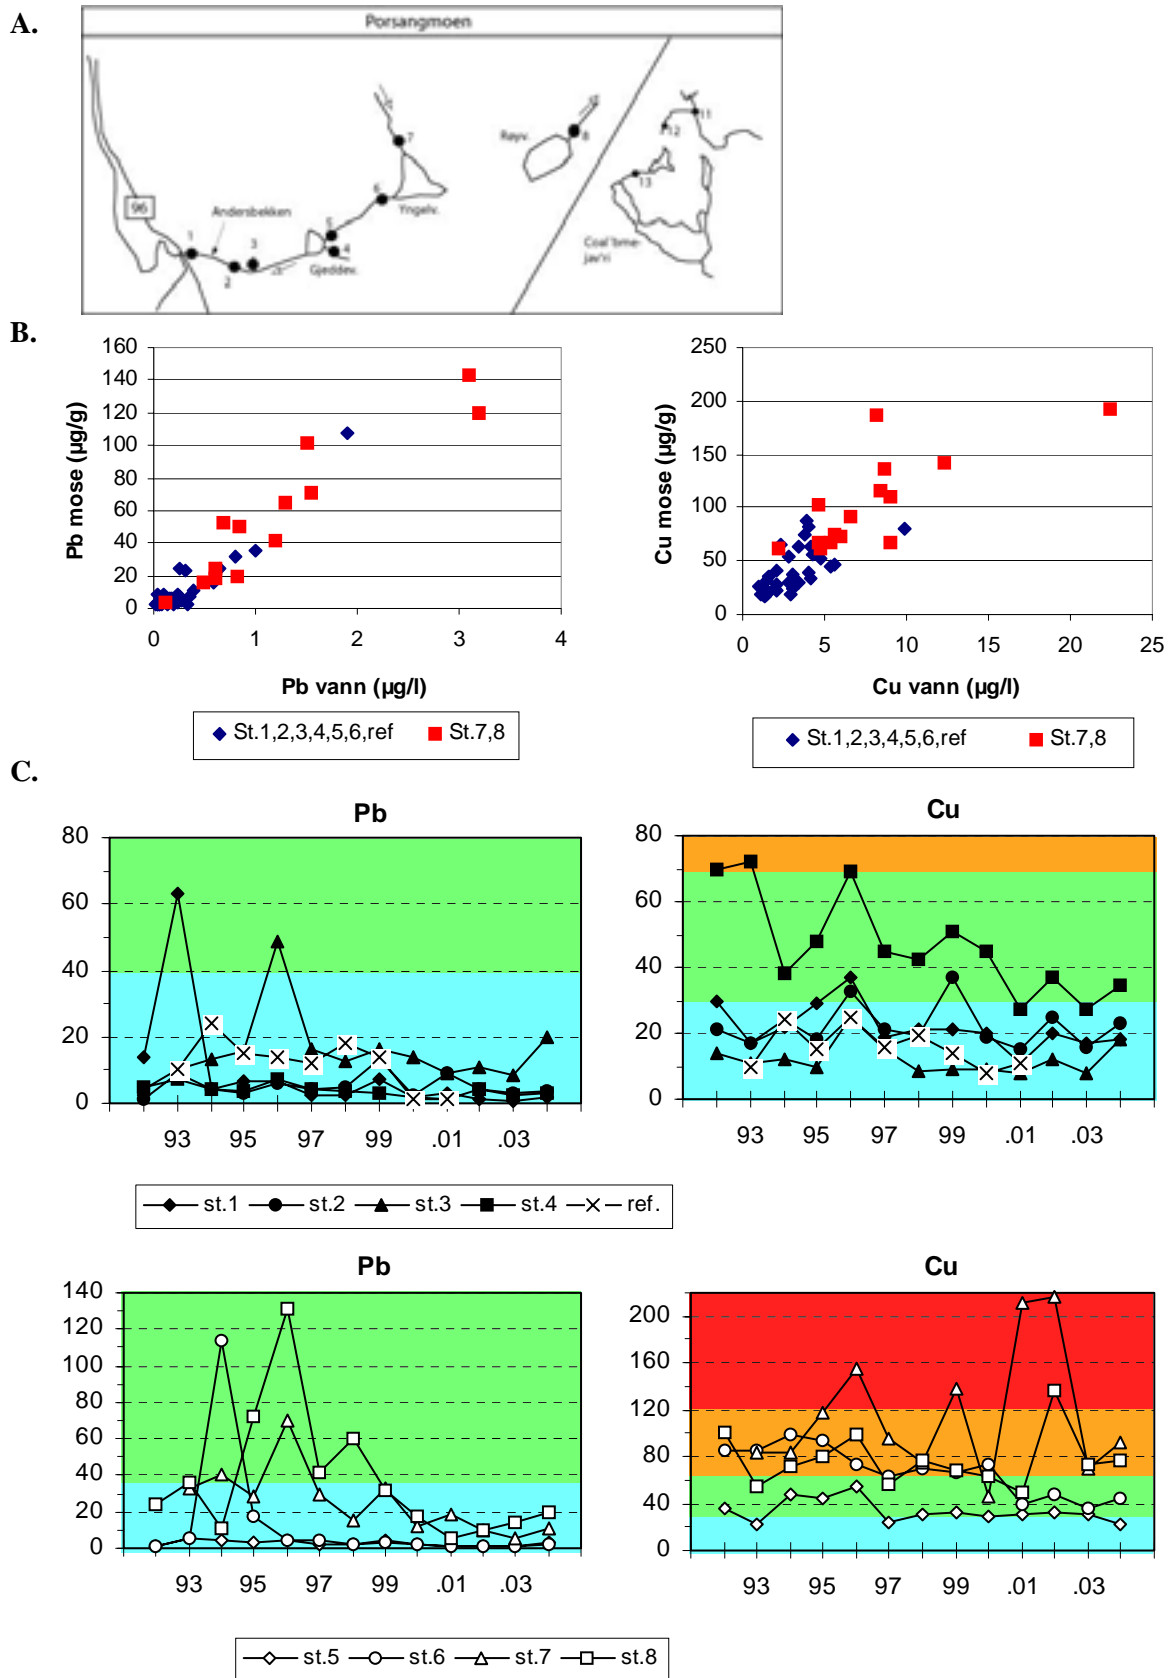 A.
Porsangmoen
7
8
Røyv.
11
12
13
6
Yngelv.
96
Andersbekken
1
2
3
5
4
Gjeddev.
B.
160
140
120
100
80
60
40
20
0
Pb mose (µg/g)
0 1 2 3 4
Pb vann (µg/l)
St.1,2,3,4,5,6,ref St.7,8
250
200
150
100
50
0
Cu mose (µg/g)
0 5 10 15 20 25
Cu vann (µg/l)
St.1,2,3,4,5,6,ref St.7,8
C.
Pb
80
60
40
20
0
93 95 97 99 .01 .03
Cu
80
60
40
20
0
93 95 97 99 .01 .03
st.1 st.2 st.3 st.4 ref.
Pb
140
120
100
80
60
40
20
0
93 95 97 99 .01 .03
Cu
200
160
120
80
40
0
93 95 97 99 .01 .03
st.5 st.6 st.7 st.8